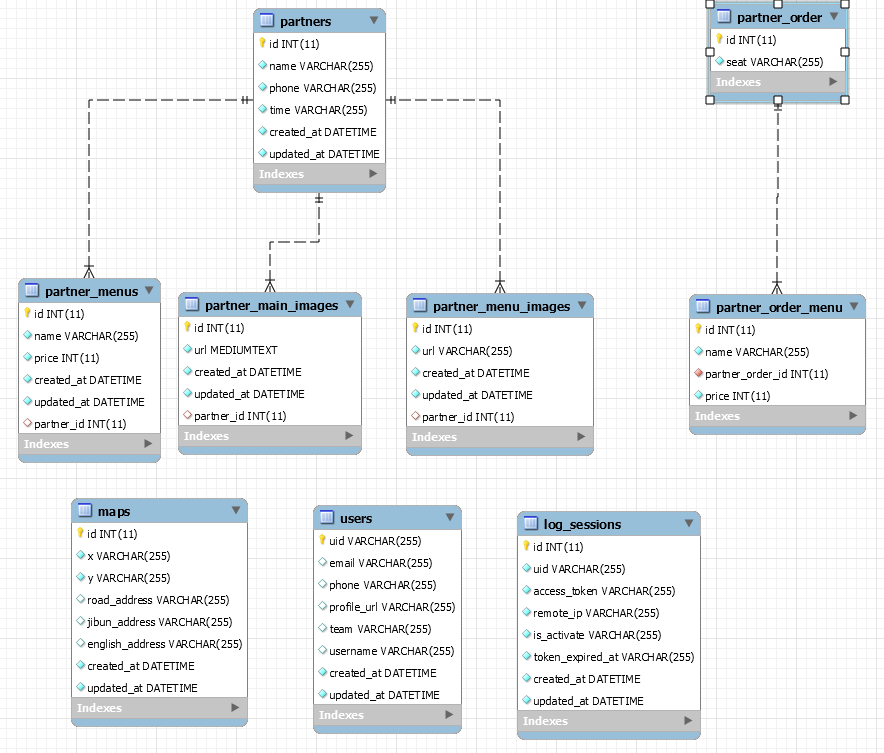 partners
id INT(11)
name VARCHAR(255)
phone VARCHAR(255)
time VARCHAR(255)
created_at DATETIME
updated_at DATETIME
Indexes
partner_order
id INT(11)
seat VARCHAR(255)
Indexes
partner_menus
id INT(11)
name VARCHAR(255)
price INT(11)
created_at DATETIME
updated_at DATETIME
partner_id INT(11)
Indexes
partner_main_images
id INT(11)
url MEDIUMTEXT
created_at DATETIME
updated_at DATETIME
partner_id INT(11)
Indexes
partner_menu_images
id INT(11)
url VARCHAR(255)
created_at DATETIME
updated_at DATETIME
partner_id INT(11)
Indexes
partner_order_menu
id INT(11)
name VARCHAR(255)
partner_order_id INT(11)
price INT(11)
Indexes
maps
id INT(11)
x VARCHAR(255)
y VARCHAR(255)
road_address VARCHAR(255)
jibun_address VARCHAR(255)
english_address VARCHAR(255)
created_at DATETIME
updated_at DATETIME
Indexes
users
uid VARCHAR(255)
email VARCHAR(255)
phone VARCHAR(255)
profile_url VARCHAR(255)
team VARCHAR(255)
username VARCHAR(255)
created_at DATETIME
updated_at DATETIME
Indexes
log_sessions
id INT(11)
uid VARCHAR(255)
access_token VARCHAR(255)
remote_ip VARCHAR(255)
is_activate VARCHAR(255)
token_expired_at VARCHAR(255)
created_at DATETIME
updated_at DATETIME
Indexes